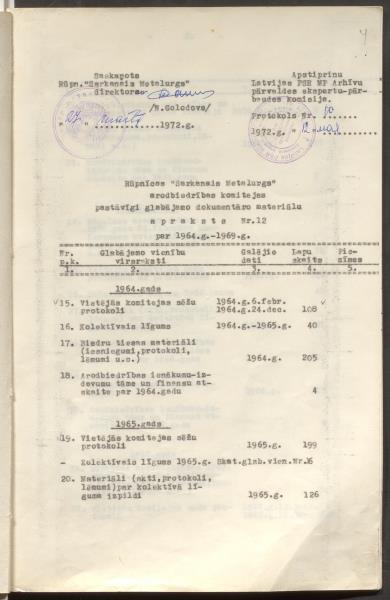 Saskaņots
Rūpn."Sarkanais Metalurgs"
direktors
/N.Golodovs/
"27" martā 1972.g.
Apstiprinu
Latvijas PSR MP Arhīvu
pārvaldes ekspertu-pār-
baudes komisija.
Protokols Nr.
1972.g. "12" mai
Rūpnīcas "Sarkanais Metalurgs"
arodbiedrības komitejas
pastāvīgi glabājamo dokumentāro materiālu
apraksts Nr.12
par 1964.g.-1969.g.
Nr. Glabājamo vienību Galējie Lapu Pie-
p.k. virsraksti dati skaits zīmes
1. 2. 3. 4. 5.
1964.gads
15. Vietējās komitejas sēžu 1964.g.6.febr.
protokoli 1964.g.24.dec. 108
16. Kolektīvais līgums 1964.g.-1965.g. 40
17. Biedru tiesas materiāli
(iesniegumi,protokoli,
lēmumi u.c.) 1964.g. 205
18. Arodbiedrības ienākumu-iz-
devumu tāme un finansu at-
skaite par 1964.gadu 4
1965.gads
19. Vietējās komitejas sēžu
protokoli 1965.g. 199
- Kolektīvais līgums 1965.g. Skat.glab.vien.Nr.16
20. Materiāli (akti,protokoli,
lēmumi)par kolektīvā lī-
guma izpildi 1965.g. 126